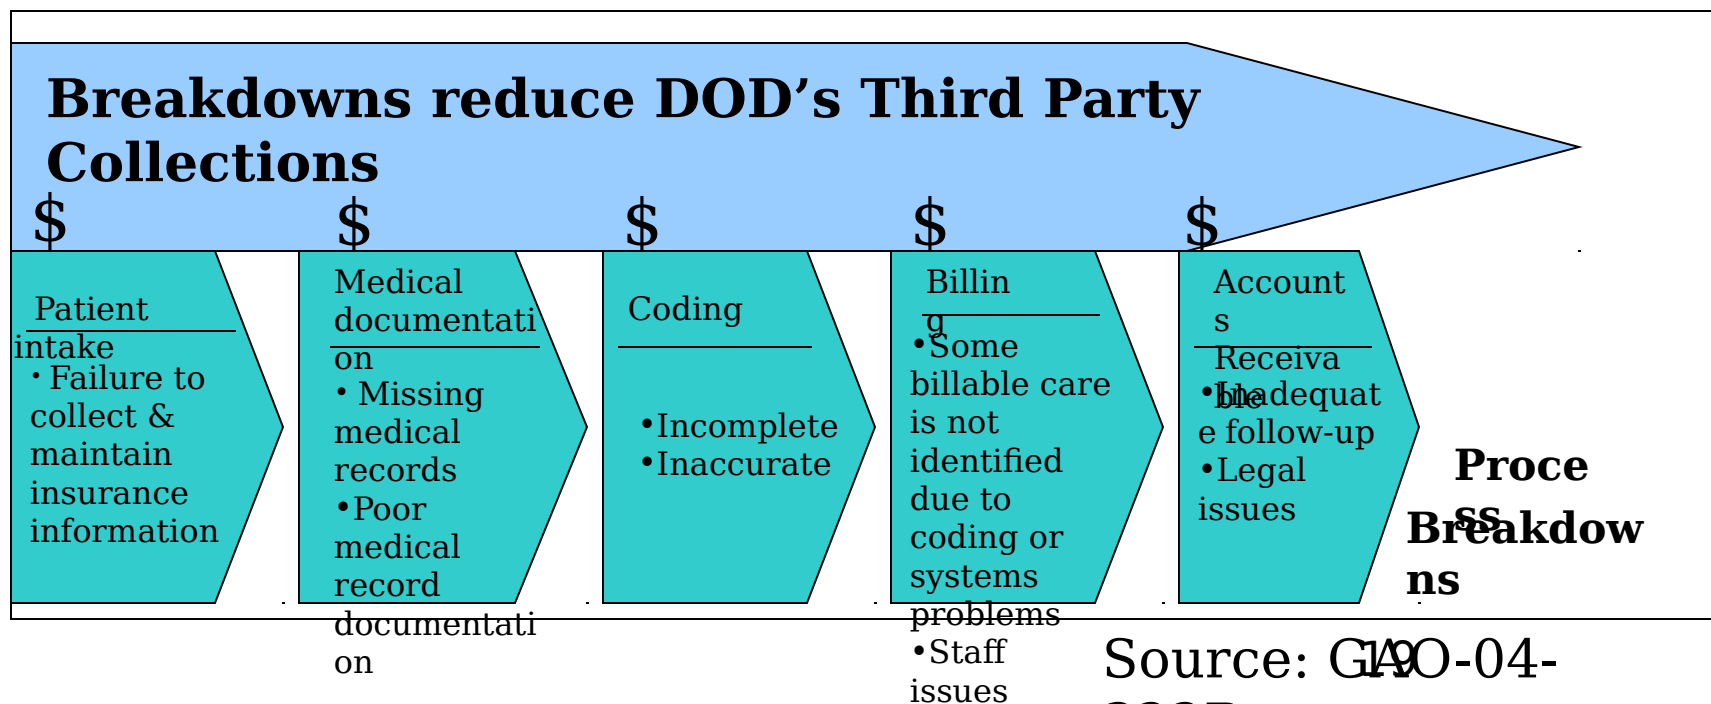 Breakdowns reduce DOD’s Third Party
Collections
$ $ $ $ $
Patient
intake
• Failure to
collect &
maintain
insurance
information
Medical
documentati
on
• Missing
medical
records
•Poor
medical
record
documentati
on
Coding
•Incomplete
•Inaccurate
Billin
g
•Some
billable care
is not
identified
due to
coding or
systems
problems
•Staff
issues
Account
s
Receiva
ble
•Inadequat
e follow-up
•Legal
issues
Proce
ss
Breakdow
ns
Source: GAO-04-
19